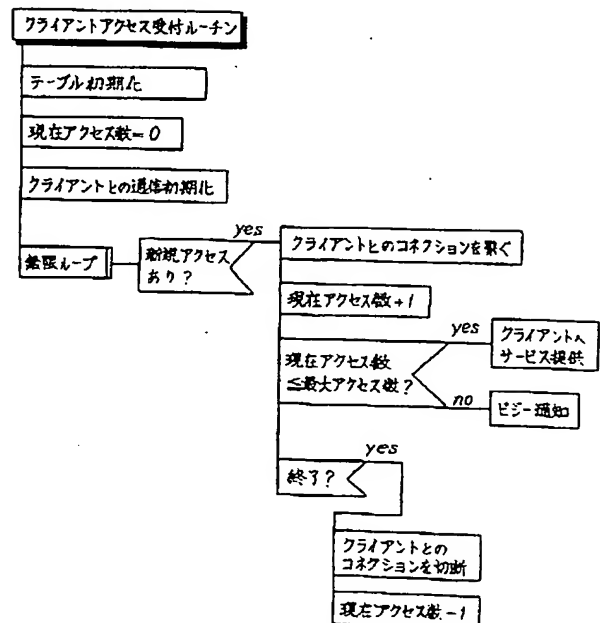 クライアントアクセス受付ルーチン
テーブル初期化
現在アクセス数=0
クライアントとの通信初期化
無限ループ
新規アクセス
あり?
yes
クライアントとのコネクションを繋ぐ
現在アクセス数+1
現在アクセス数
≦最大アクセス数?
yes
クライアントへ
サービス提供
no
ビジー通知
終了?
yes
クライアントとの
コネクションを切断
現在アクセス数-1